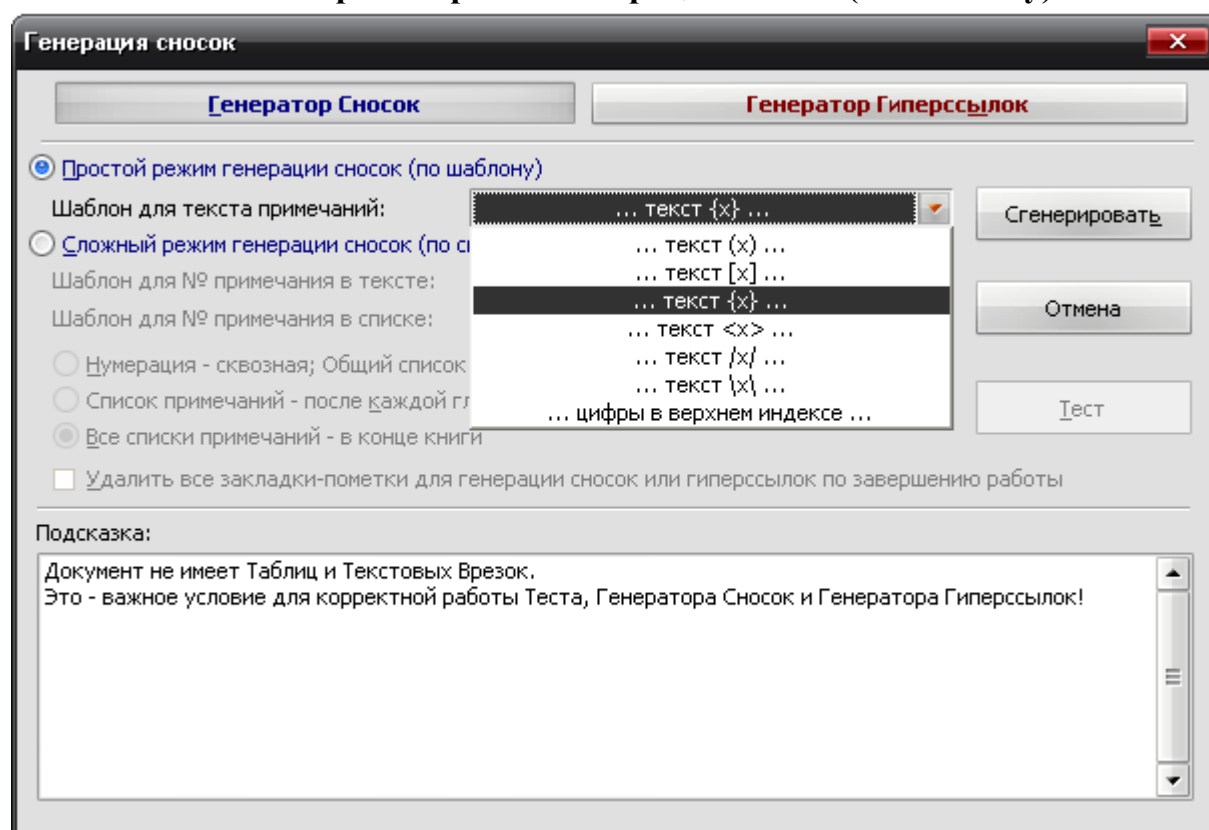 Генерация сносок
Генератор Сносок
Генератор Гиперссылок
Простой режим генерации сносок (по шаблону)
Шаблон для текста примечаний:
... текст {x} ...
Сгенерировать
Сложный режим генерации сносок (по
... текст (x) ...
... текст [x] ...
Шаблон для № примечания в тексте:
... текст {x} ...
Отмена
Шаблон для № примечания в списке:
... текст <x> ...
... текст /x/ ...
Нумерация - сквозная; Общий список
... текст \x\ ...
Список примечаний - после каждой
... цифры в верхнем индексе ...
Тест
Все списки примечаний - в конце книги
Удалить все закладки-пометки для генерации сносок или гиперссылок по завершению работы
Подсказка:
Документ не имеет Таблиц и Текстовых Врезок.
Это - важное условие для корректной работы Теста, Генератора Сносок и Генератора Гиперссылок!